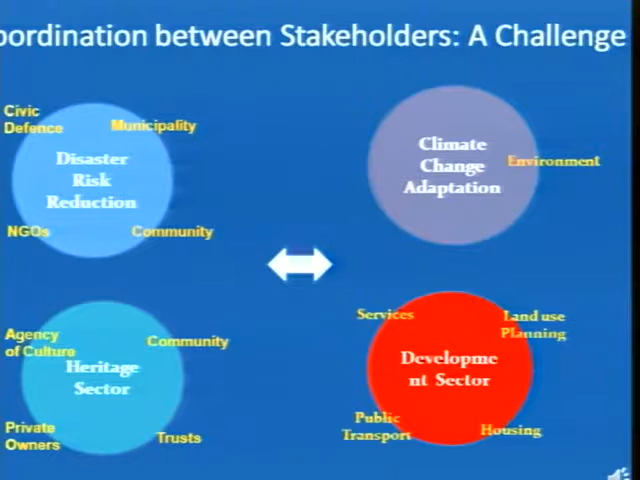 oordination between Stakeholders: A Challenge
Civic
Defence
Municipality
Disaster
Risk
Reduction
NGOs
Community
Climate
Change
Adaptation
Environment
Agency
of Culture
Community
Heritage
Sector
Private
Owners
Trusts
Services
Land use
Planning
Developme
nt Sector
Public
Transport
Housing